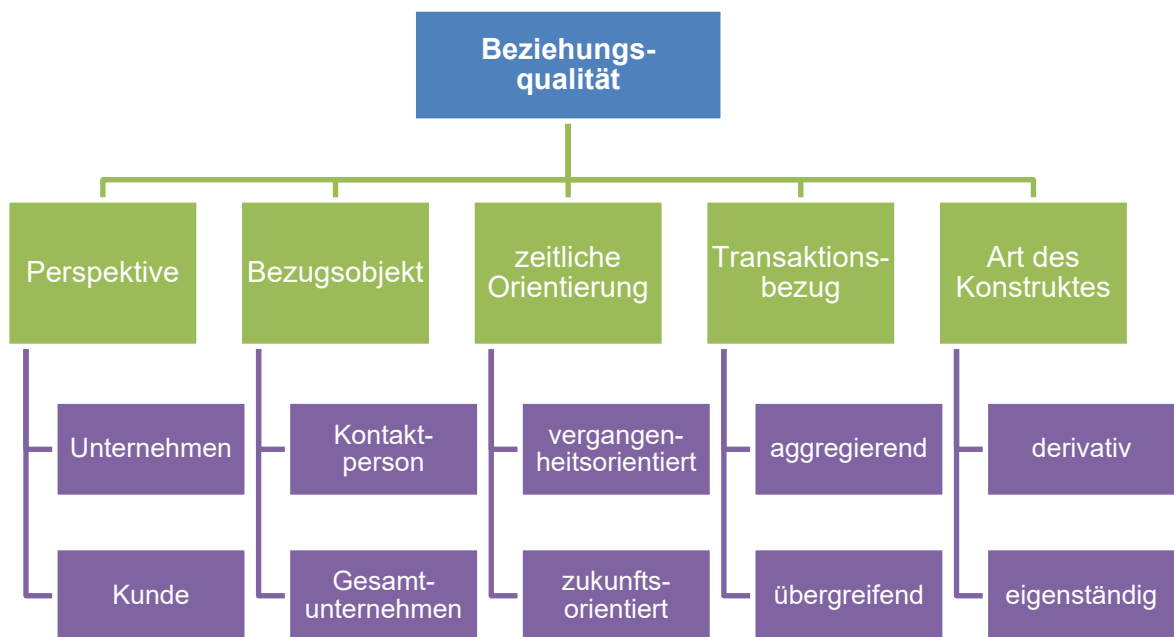 Beziehungs-
qualität
Perspektive
Bezugsobjekt
zeitliche
Orientierung
Transaktions-
bezug
Art des
Konstruktes
Unternehmen
Kontakt-
person
vergangen-
heitsorientiert
aggregierend
derivativ
Kunde
Gesamt-
unternehmen
zukunfts-
orientiert
übergreifend
eigenständig